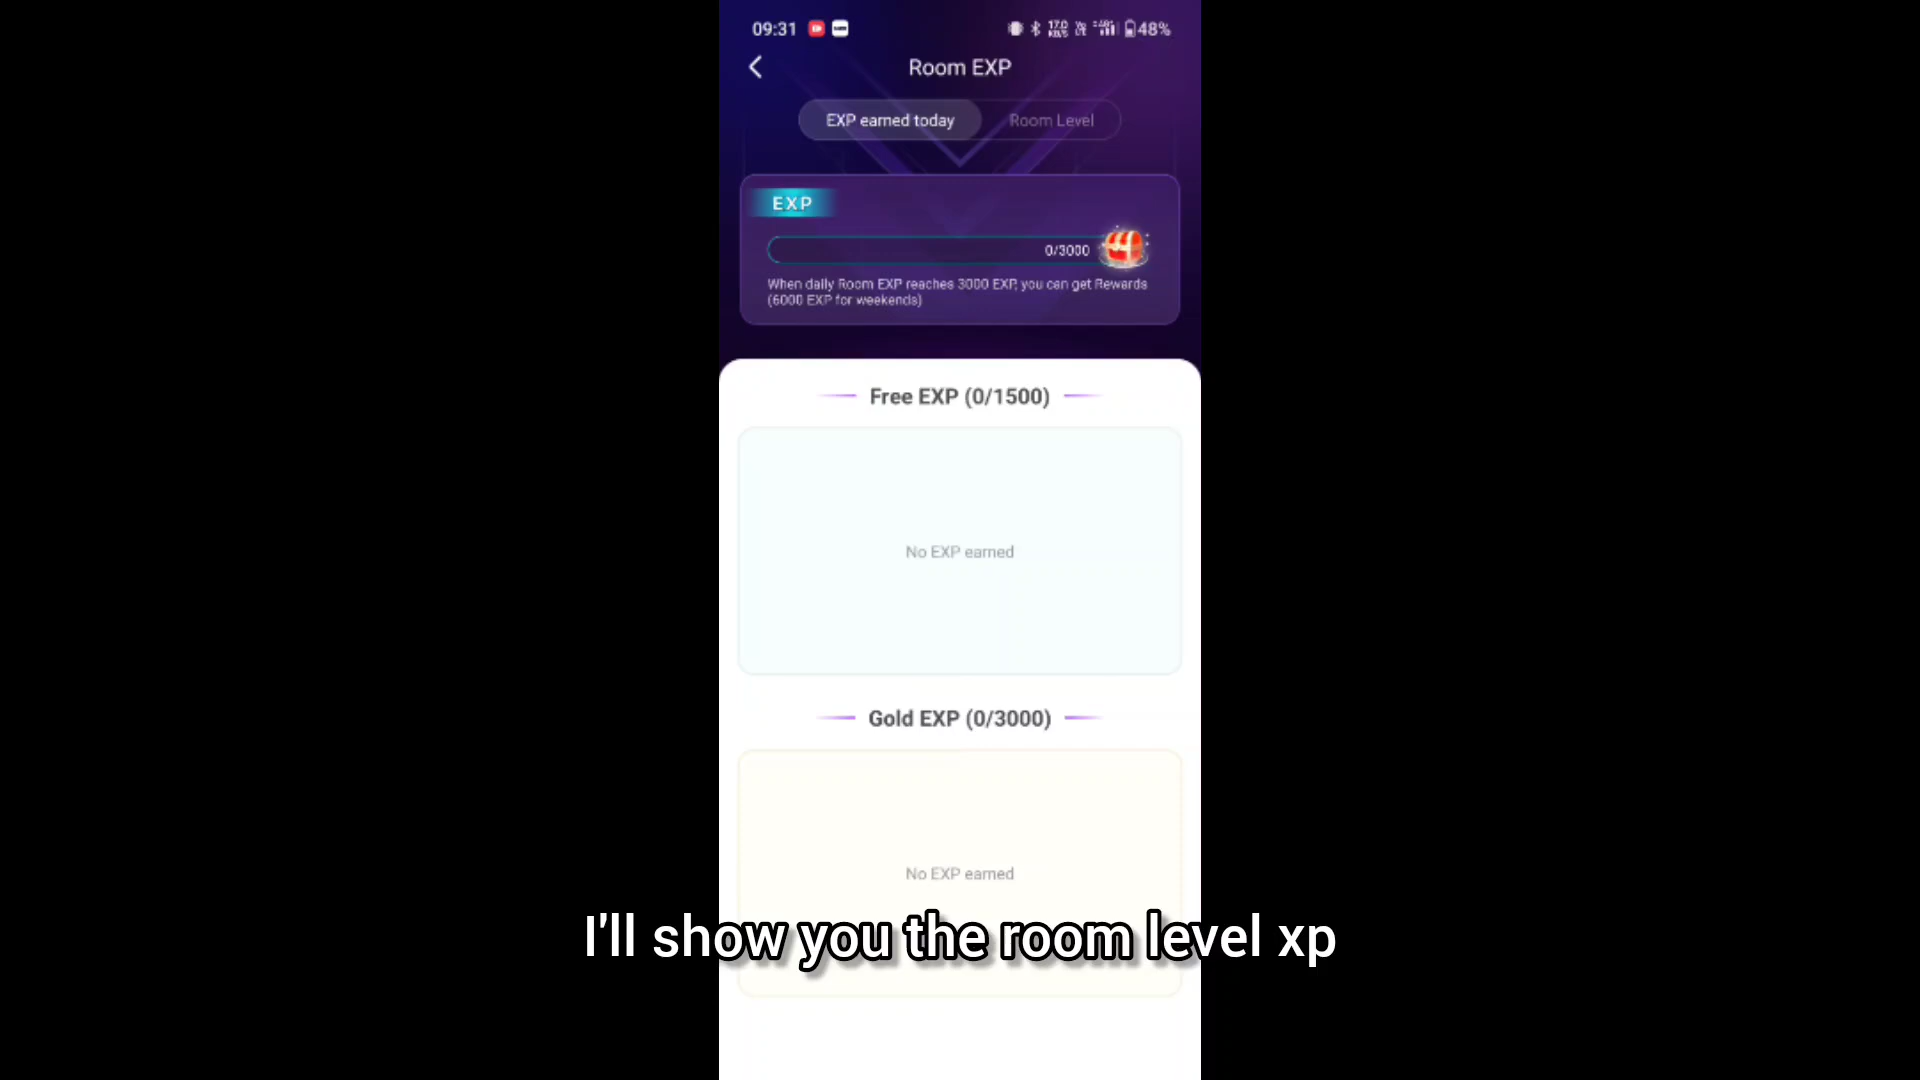 09:31
48%
Room EXP
EXP earned today
Room Level
EXP
0/3000
When daily Room EXP reaches 3000 EXP, you can get Rewards
(6000 EXP for weekends)
Free EXP (0/1500)
No EXP earned
Gold EXP (0/3000)
No EXP earned
I'll show you the room level xp